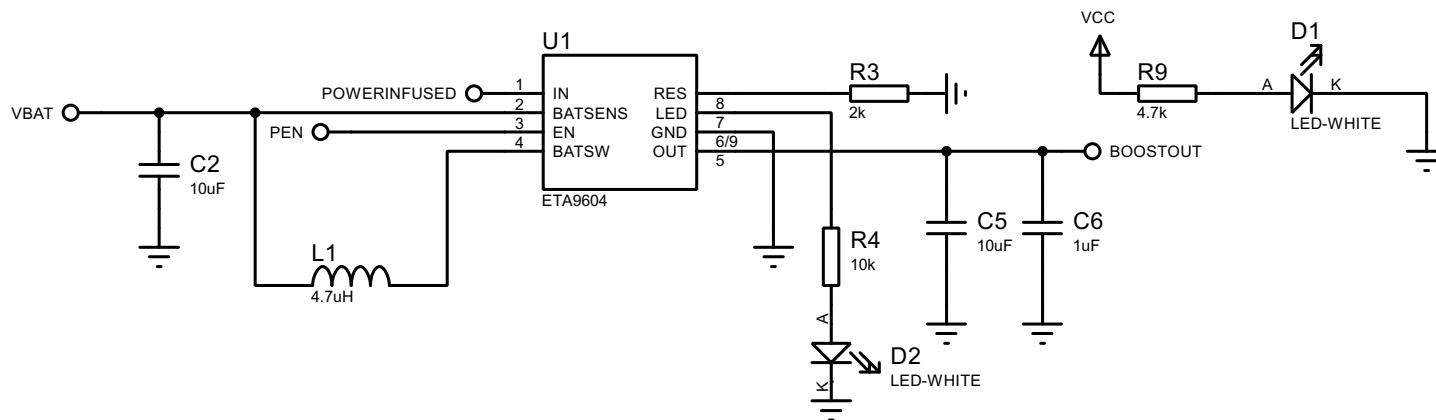 VCC
D1
U1
R3
R9
POWERINFUSED
1
IN
RES
8
2k
A
K
VBAT
2
BATSENS
LED
7
4.7k
LED-WHITE
PEN
3
EN
GND
6/9
4
BATSW
OUT
5
BOOSTOUT
C2
10uF
ETA9604
C5
10uF
C6
1uF
R4
10k
L1
4.7uH
A
D2
K
LED-WHITE